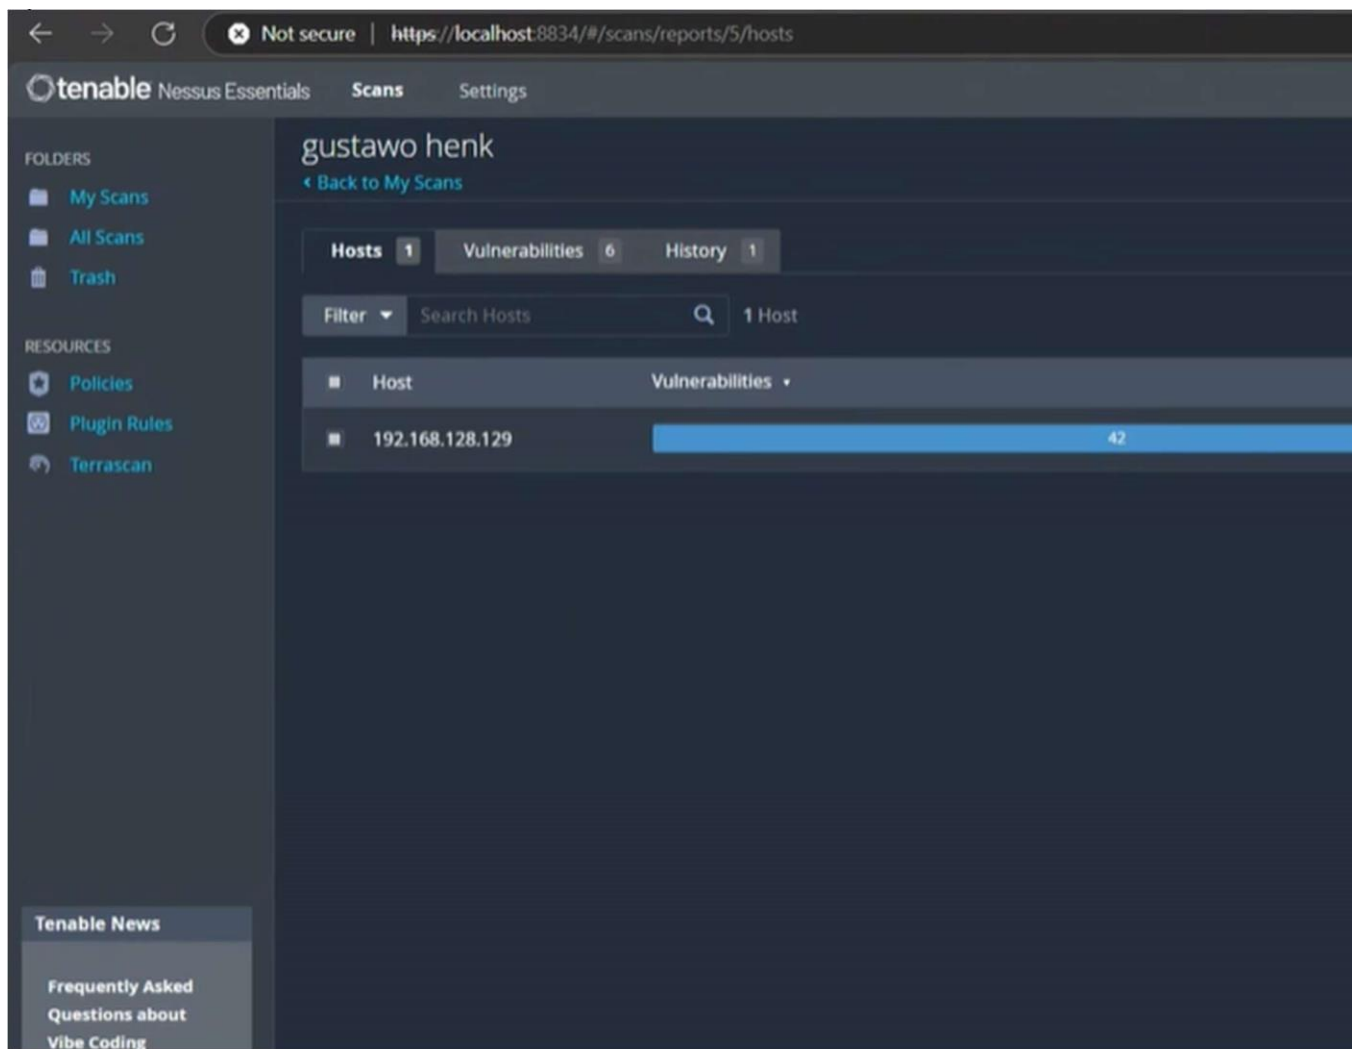 Not secure | https://localhost:8834/#/scans/reports/5/hosts
tenable Nessus Essentials Scans Settings
FOLDERS
My Scans
All Scans
Trash
RESOURCES
Policies
Plugin Rules
Terrascan
Tenable News
Frequently Asked
Questions about
Vibe Coding
gustawo henk
Back to My Scans
Hosts 1 Vulnerabilities 6 History 1
Filter Search Hosts 1 Host
Host Vulnerabilities
192.168.128.129 42